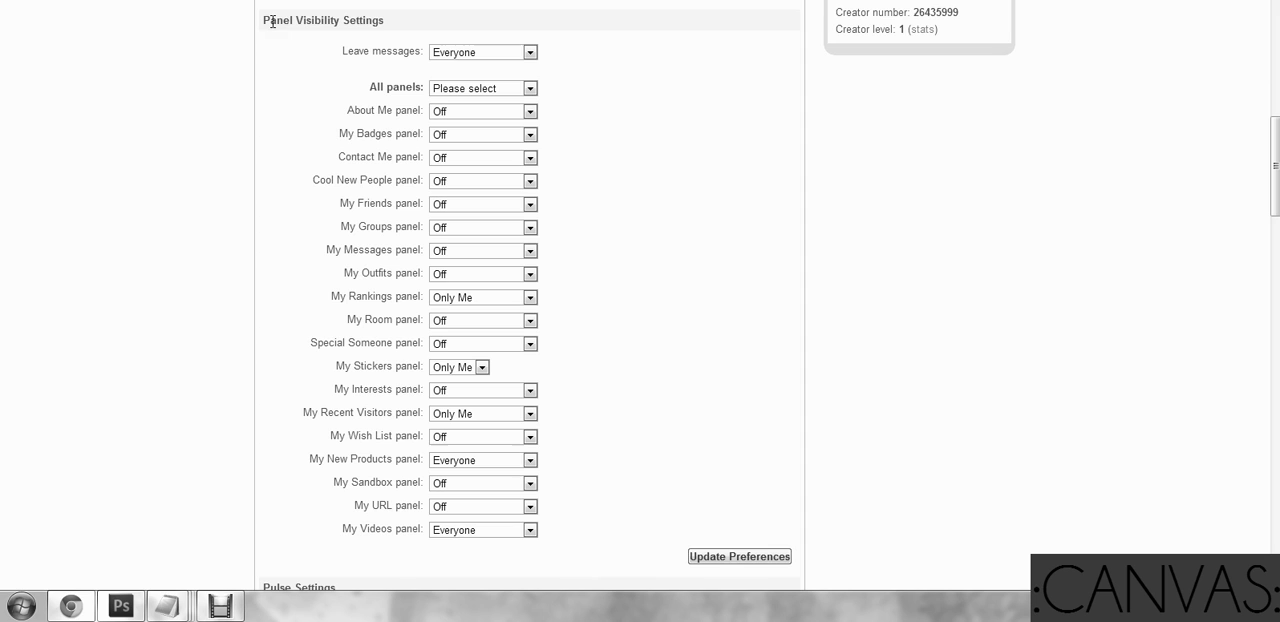 Panel Visibility Settings
Leave messages: Everyone
All panels: Please select
About Me panel: Off
My Badges panel: Off
Contact Me panel: Off
Cool New People panel: Off
My Friends panel: Off
My Groups panel: Off
My Messages panel: Off
My Outfits panel: Off
My Rankings panel: Only Me
My Room panel: Off
Special Someone panel: Off
My Stickers panel: Only Me
My Interests panel: Off
My Recent Visitors panel: Only Me
My Wish List panel: Off
My New Products panel: Everyone
My Sandbox panel: Off
My URL panel: Off
My Videos panel: Everyone
Update Preferences
Pulse Settings
Creator number: 26435999
Creator level: 1 (stats)
Ps
:CANVAS: